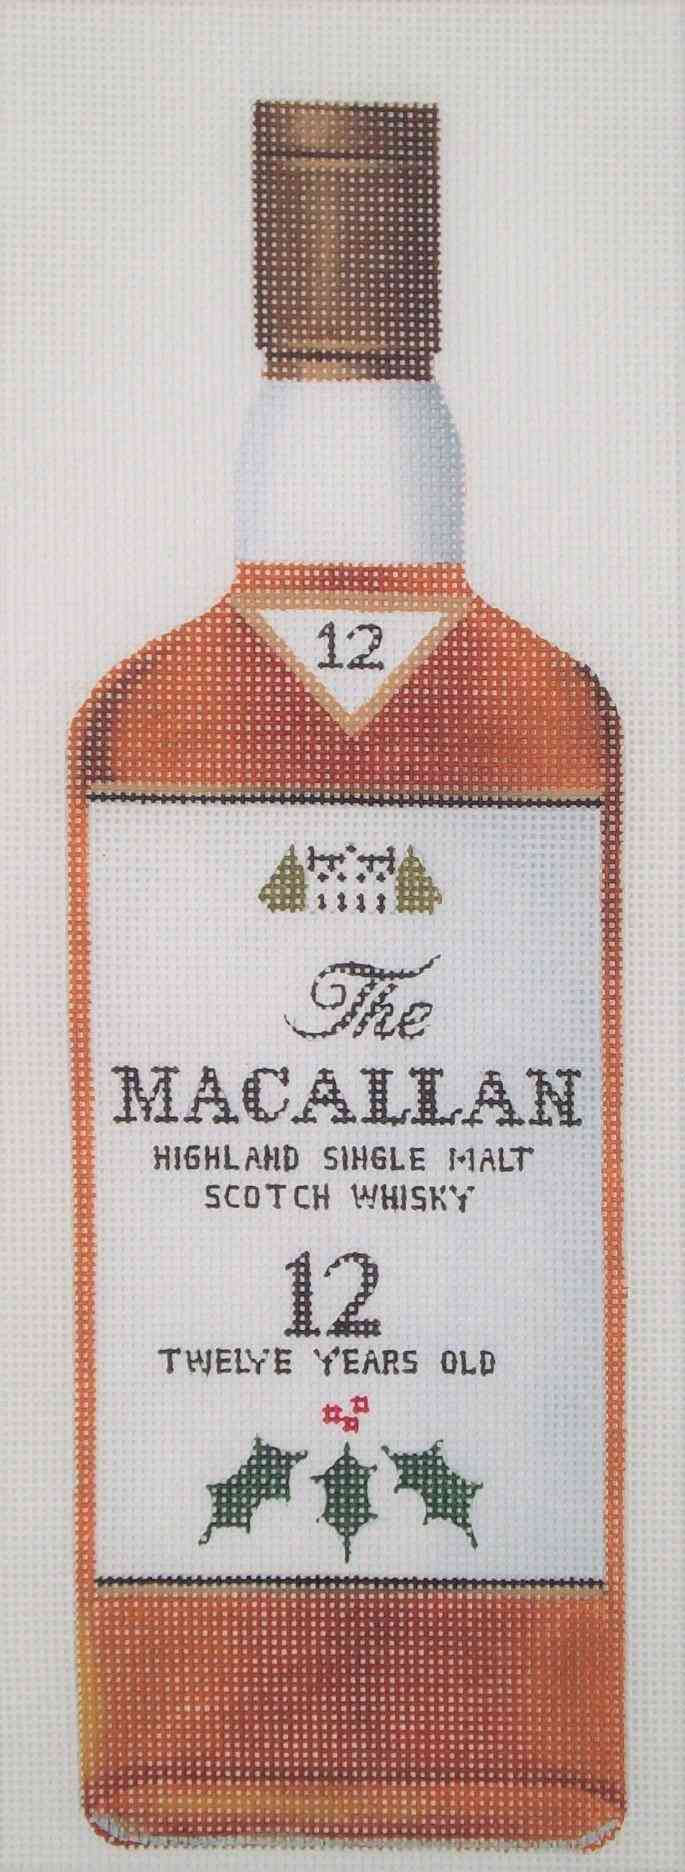 12
The
MACALLAN
HIGHLAND SINGLE MALT
SCOTCH WHISKY
12
TWELVE YEARS OLD